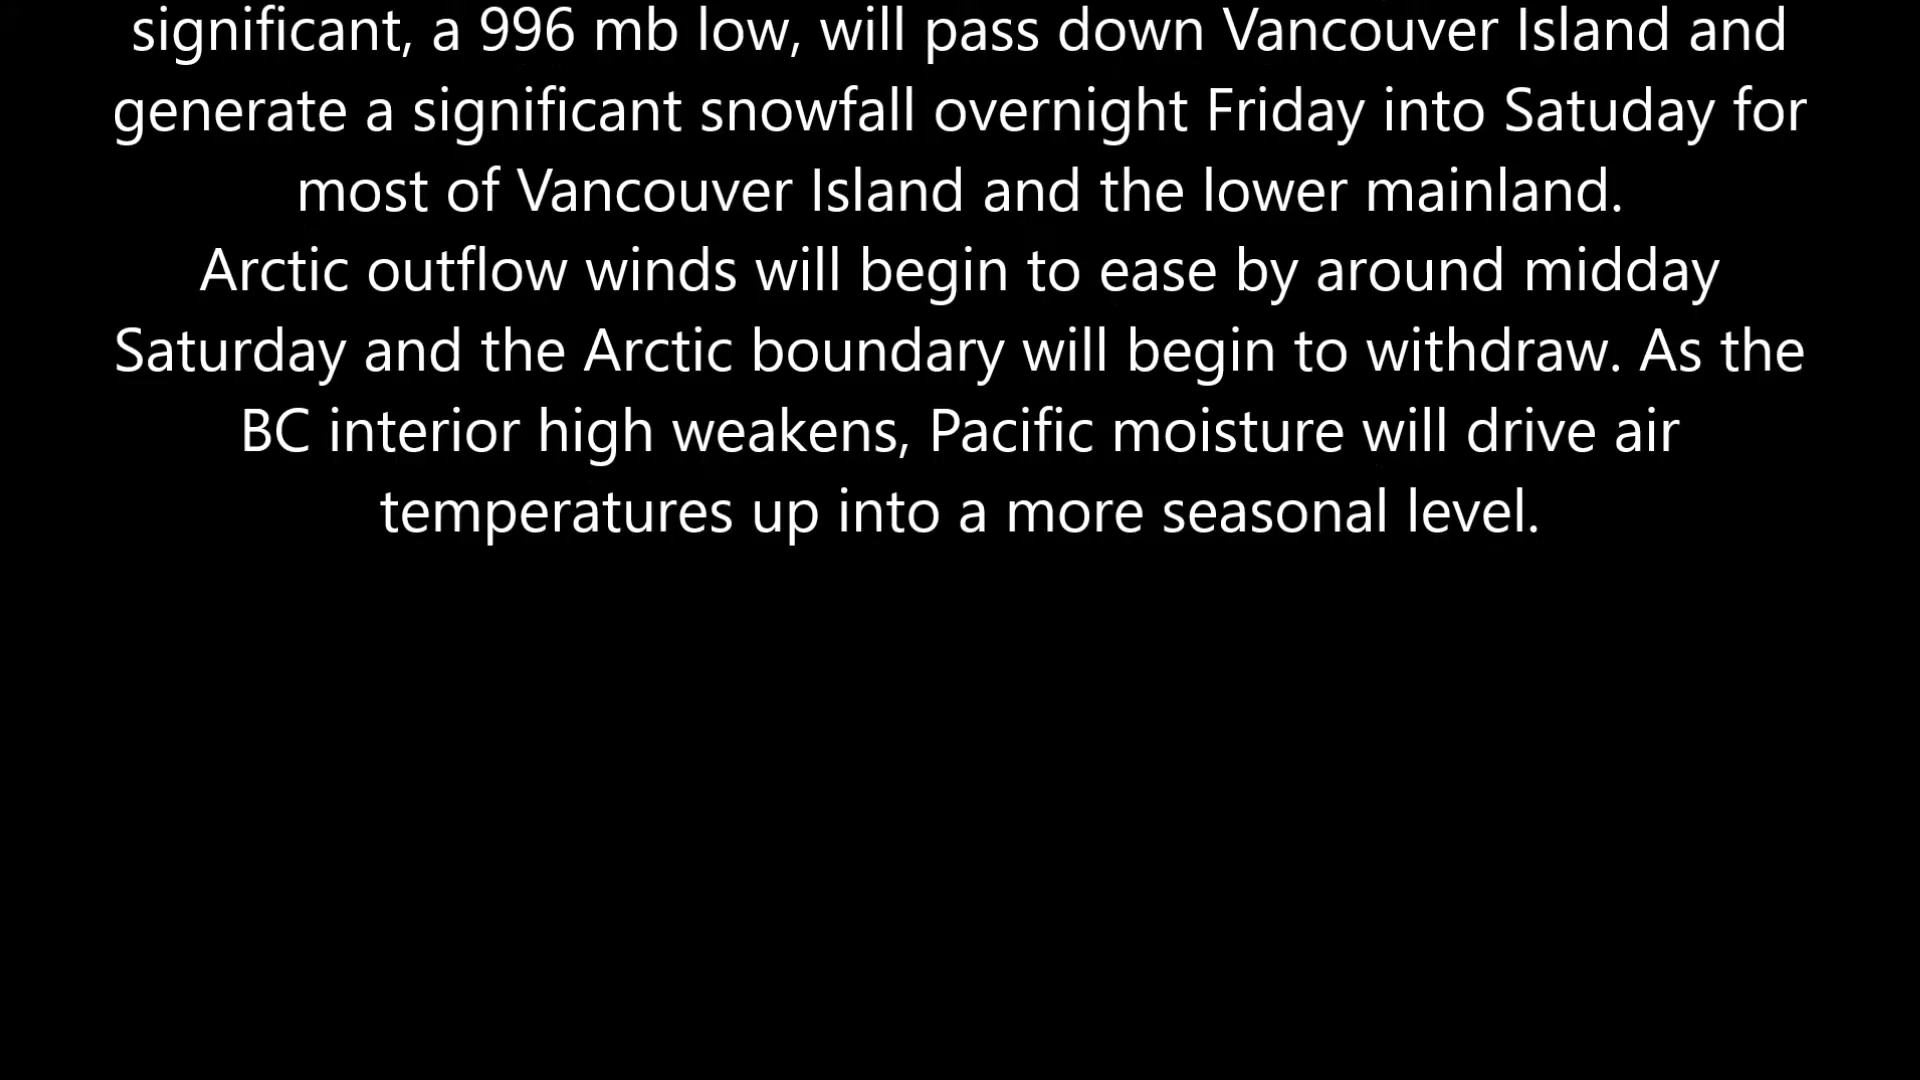 significant, a 996 mb low, will pass down Vancouver Island and
generate a significant snowfall overnight Friday into Satuday for
most of Vancouver Island and the lower mainland.
Arctic outflow winds will begin to ease by around midday
Saturday and the Arctic boundary will begin to withdraw. As the
BC interior high weakens, Pacific moisture will drive air
temperatures up into a more seasonal level.